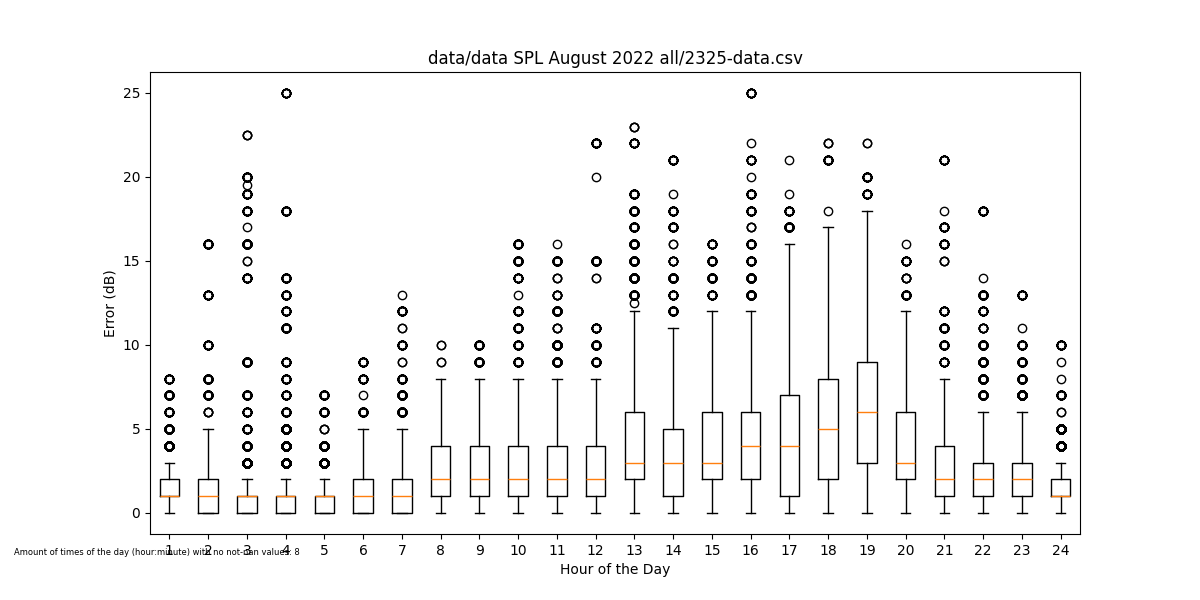 data/data SPL August 2022 all/2325-data.csv
25
20
15
10
5
0
Error (dB)
1 2 3 4 5 6 7 8 9 10 11 12 13 14 15 16 17 18 19 20 21 22 23 24
Amount of times of the day (hour:minute) with no not-nan values: 8
Hour of the Day